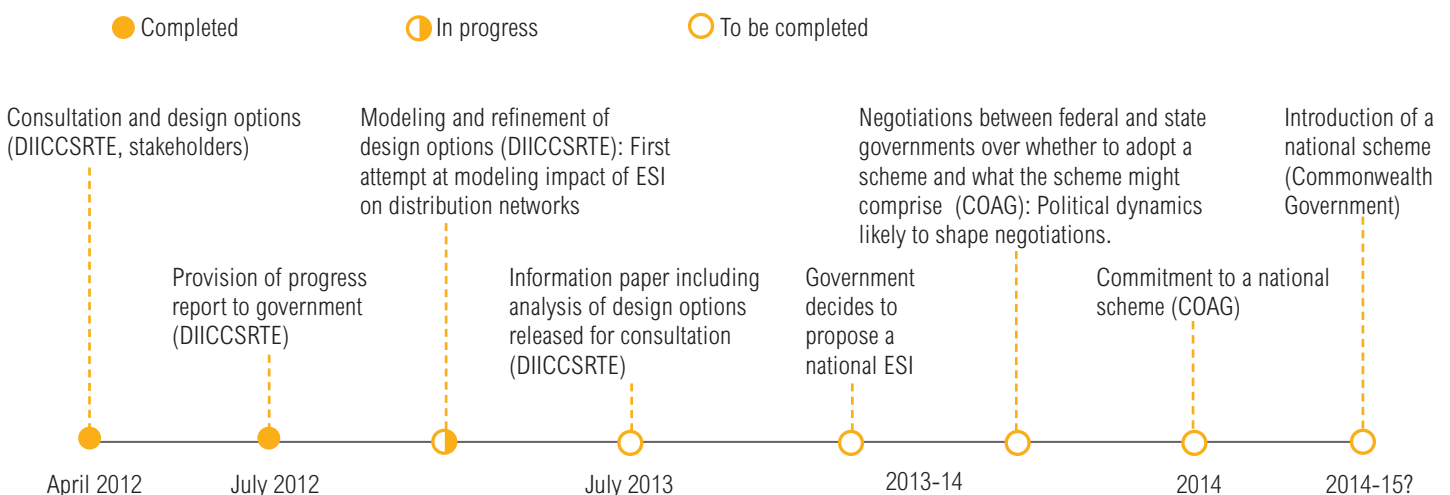 Completed
In progress
To be completed
Consultation and design options
(DIICCSRTE, stakeholders)
Modeling and refinement of
design options (DIICCSRTE): First
attempt at modeling impact of ESI
on distribution networks
Negotiations between federal and state
governments over whether to adopt a
scheme and what the scheme might
comprise  (COAG): Political dynamics
likely to shape negotiations.
Introduction of a
national scheme
(Commonwealth
Government)
Provision of progress
report to government
(DIICCSRTE)
Information paper including
analysis of design options
released for consultation
(DIICCSRTE)
Government
decides to
propose a
national ESI
Commitment to a national
scheme (COAG)
April 2012
July 2012
July 2013
2013-14
2014
2014-15?